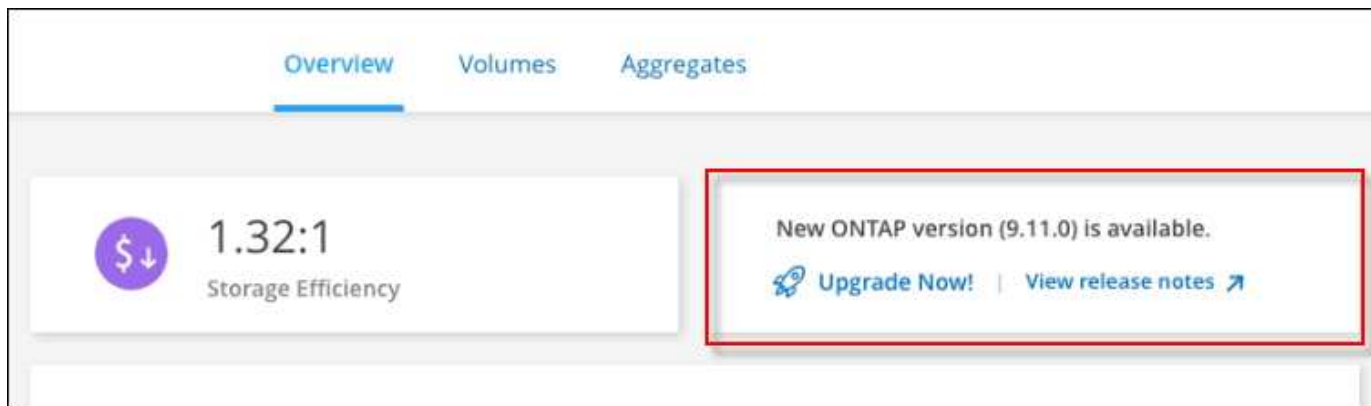 Overview Volumes Aggregates
1.32:1
Storage Efficiency
New ONTAP version (9.11.0) is available.
Upgrade Now! | View release notes